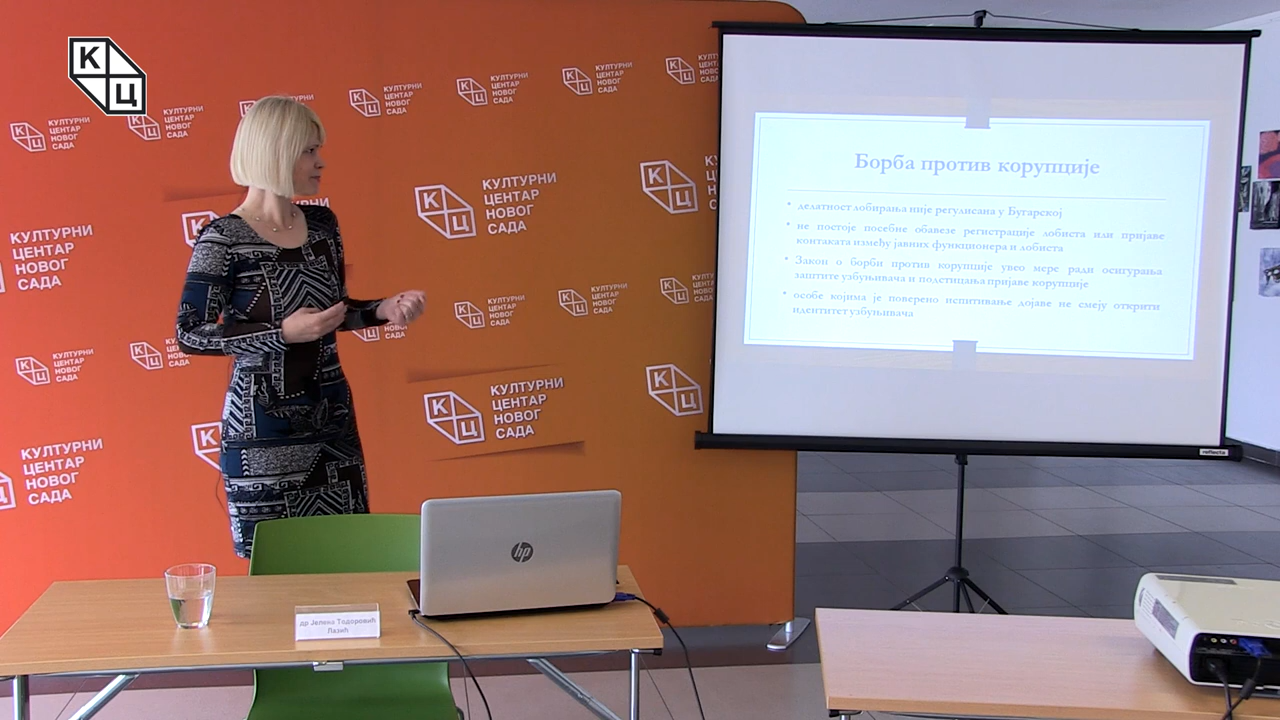 К
Ц
КУЛТУРНИ
ЦЕНТАР
НОВОГ
САДА
Борба против корупције
• делатност лобирања није регулисана у Бугарској
• не постоје посебне обавезе регистрације лобиста или пријаве
контаката између јавних функционера и лобиста
• Закон о борби против корупције увео мере ради осигурања
заштите узбуњивача и подстицања пријаве корупције
• особе којима је поверено испитивање дојаве не смеју открити
идентитет узбуњивача
reflecta
hp
др Јелена Тодоровић
Лазић